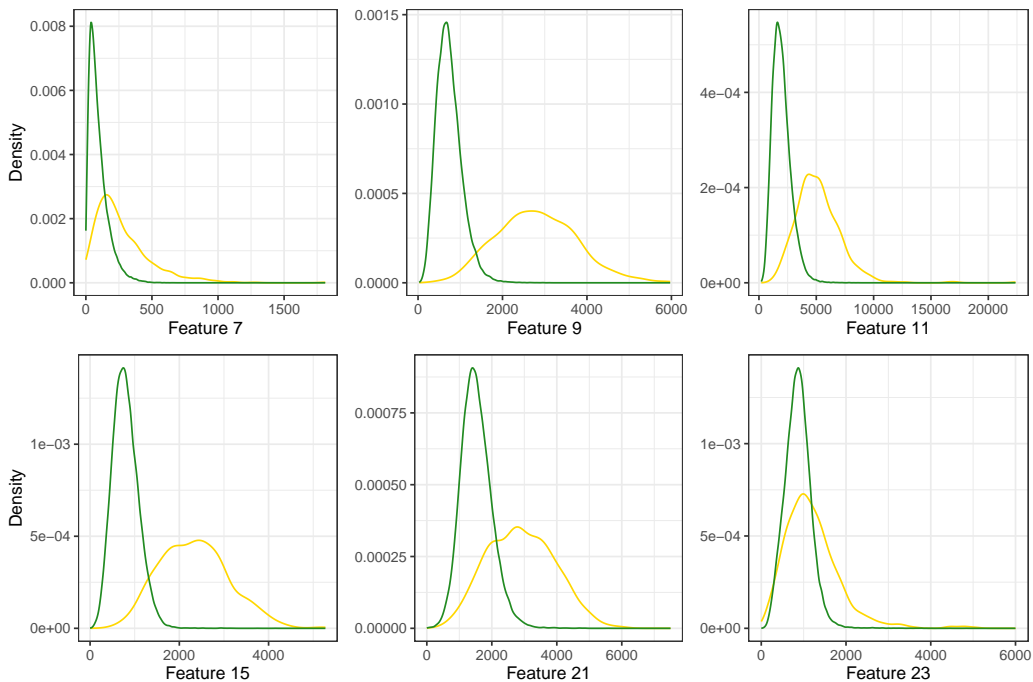 Density
0.008
0.006
0.004
0.002
0.000
0 500 1000 1500
Feature 7
0.0015
0.0010
0.0005
0.0000
0 2000 4000 6000
Feature 9
4e−04
2e−04
0e+00
0 5000 10000 15000 20000
Feature 11
Density
1e−03
5e−04
0e+00
0 2000 4000
Feature 15
0.00075
0.00050
0.00025
0.00000
0 2000 4000 6000
Feature 21
1e−03
5e−04
0e+00
0 2000 4000 6000
Feature 23